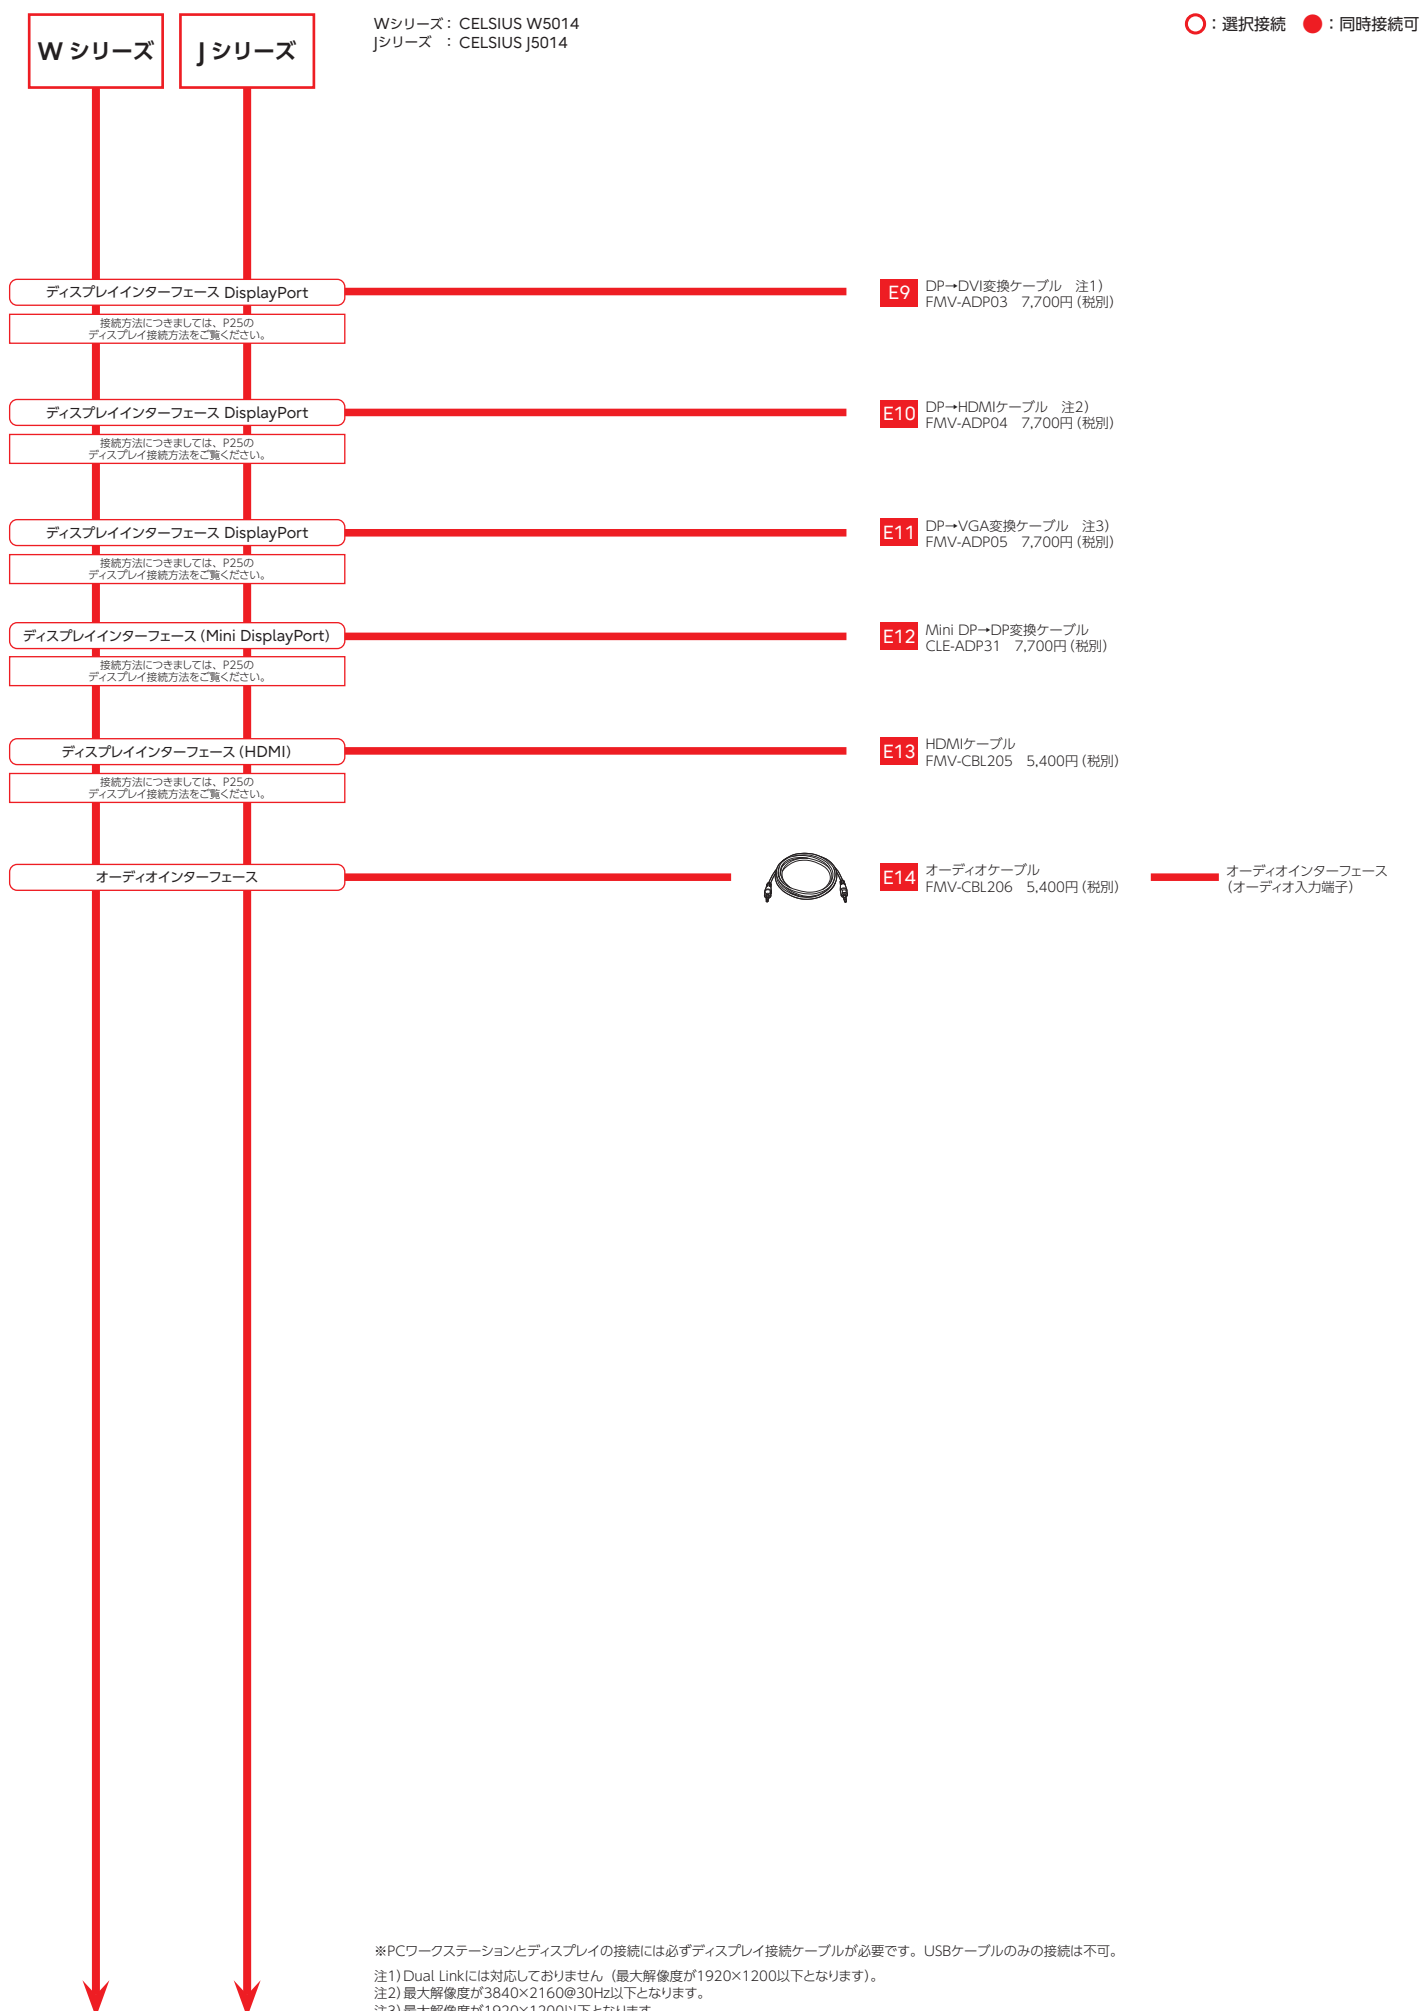 W シリーズ
J シリーズ
Wシリーズ： CELSIUS W5014
Jシリーズ ： CELSIUS J5014
：選択接続 ：同時接続可
ディスプレイインターフェース DisplayPort
接続方法につきましては、P25の
ディスプレイ接続方法をご覧ください。
E9
DP→DVI変換ケーブル 注1）
FMV-ADP03 7,700円（税別）
ディスプレイインターフェース DisplayPort
接続方法につきましては、P25の
ディスプレイ接続方法をご覧ください。
E10
DP→HDMIケーブル 注2）
FMV-ADP04 7,700円（税別）
ディスプレイインターフェース DisplayPort
接続方法につきましては、P25の
ディスプレイ接続方法をご覧ください。
E11
DP→VGA変換ケーブル 注3）
FMV-ADP05 7,700円（税別）
ディスプレイインターフェース（Mini DisplayPort）
接続方法につきましては、P25の
ディスプレイ接続方法をご覧ください。
E12
Mini DP→DP変換ケーブル
CLE-ADP31 7,700円（税別）
ディスプレイインターフェース（HDMI）
接続方法につきましては、P25の
ディスプレイ接続方法をご覧ください。
E13
HDMIケーブル
FMV-CBL205 5,400円（税別）
オーディオインターフェース
E14
オーディオケーブル
FMV-CBL206 5,400円（税別）
オーディオインターフェース
（オーディオ入力端子）
※PCワークステーションとディスプレイの接続には必ずディスプレイ接続ケーブルが必要です。USBケーブルのみの接続は不可。
注1）Dual Linkには対応しておりません（最大解像度が1920×1200以下となります）。
注2）最大解像度が3840×2160@30Hz以下となります。
注3）最大解像度が1920×1200以下となります。